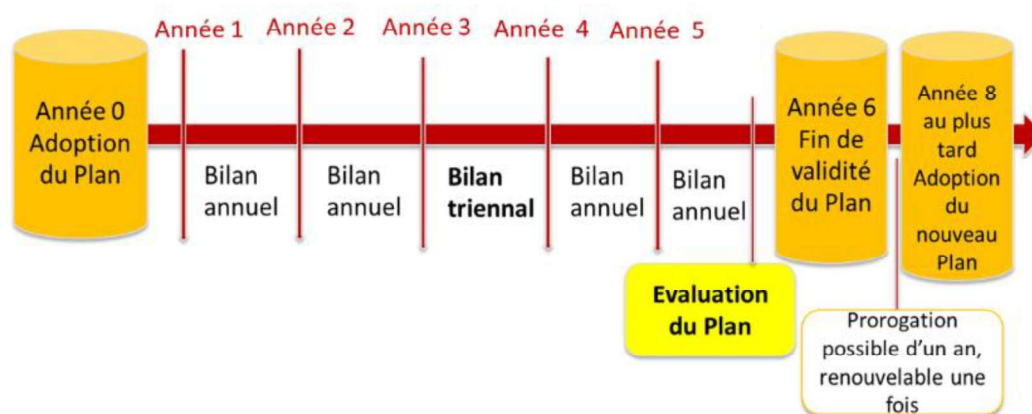 Année 1
Année 2
Année 3
Année 4
Année 5
Année 0
Adoption
du Plan
Bilan
annuel
Bilan
annuel
Bilan
triennal
Bilan
annuel
Bilan
annuel
Evaluation
du Plan
Année 6
Fin de
validité
du Plan
Année 8
au plus
tard
Adoption
du
nouveau
Plan
Prorogation
possible d'un an,
renouvelable une
fois